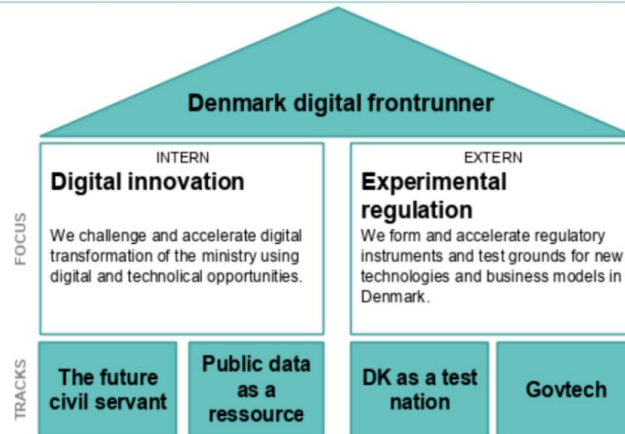 Denmark digital frontrunner
INTERN
Digital innovation
We challenge and accelerate digital
transformation of the ministry using
digital and technolical opportunities.
EXTERN
Experimental
regulation
We form and accelerate regulatory
instruments and test grounds for new
technologies and business models in
Denmark.
FOCUS
TRACKS
The future
civil servant
Public data
as a
ressource
DK as a test
nation
Govtech